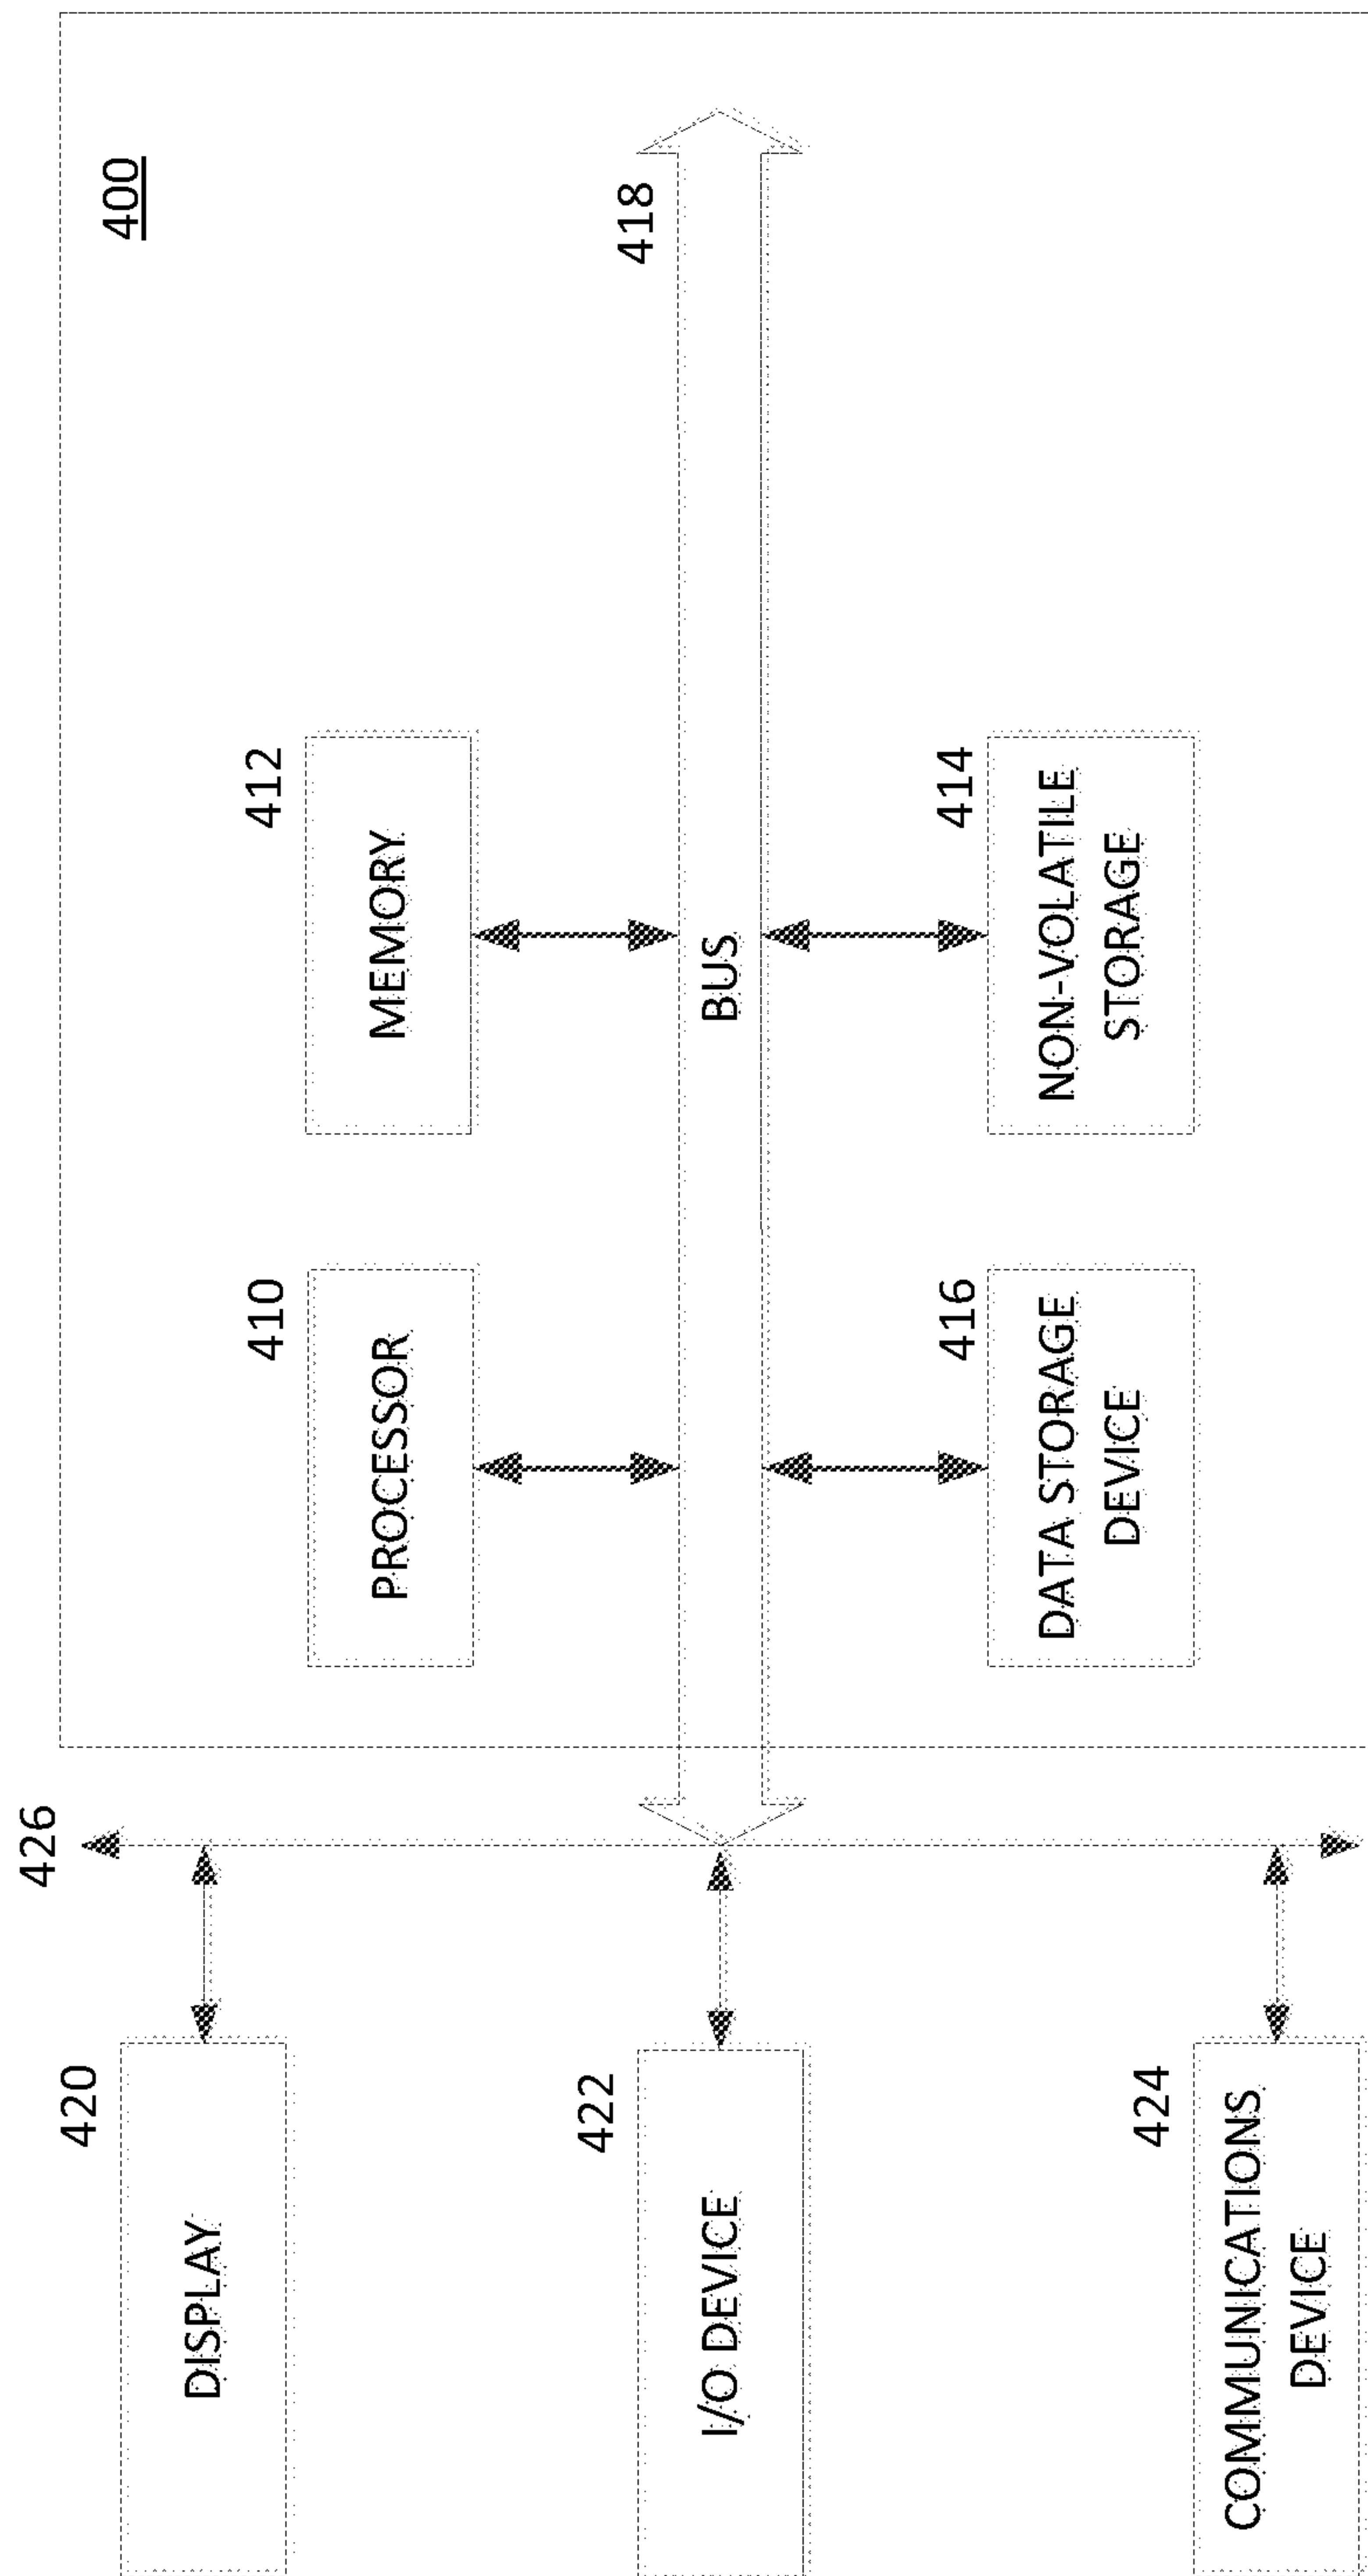 400
410
PROCESSOR
412
MEMORY
418
BUS
416
DATA STORAGE
DEVICE
414
NON-VOLATILE
STORAGE
426
420
DISPLAY
422
I/O DEVICE
424
COMMUNICATIONS
DEVICE